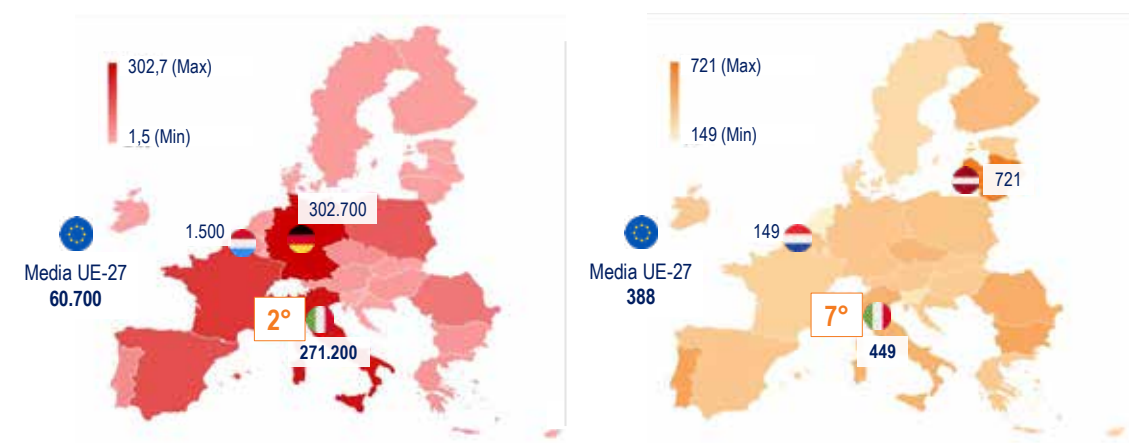 302,7 (Max)
1,5 (Min)
302.700
1.500
Media UE-27
60.700
2°
271.200
721 (Max)
149 (Min)
721
149
Media UE-27
388
7°
449